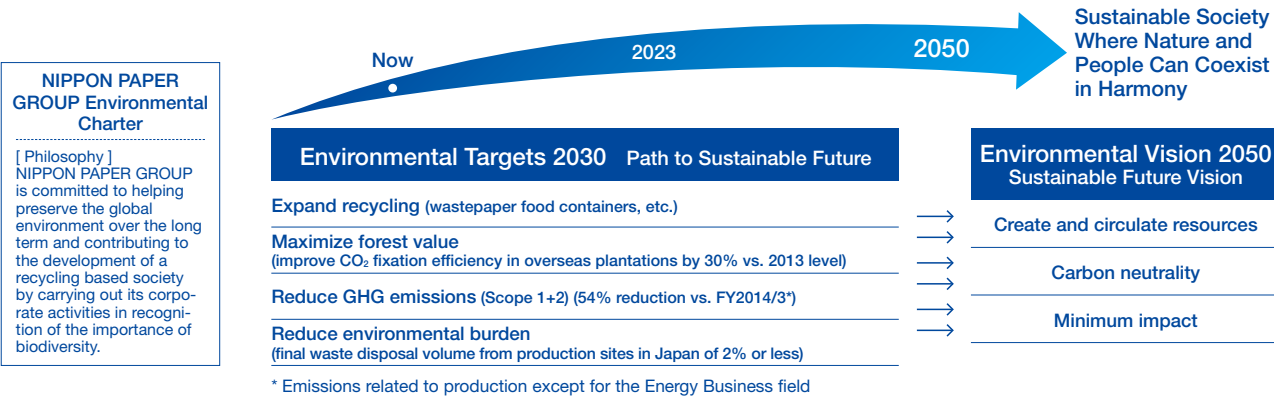 NIPPON PAPER
GROUP Environmental
Charter
[ Philosophy ]
NIPPON PAPER GROUP
is committed to helping
preserve the global
environment over the long
term and contributing to
the development of a
recycling based society
by carrying out its corpo-
rate activities in recogni-
tion of the importance of
biodiversity.
Now
2023
2050
Sustainable Society
Where Nature and
People Can Coexist
in Harmony
Environmental Targets 2030 Path to Sustainable Future
Expand recycling (wastepaper food containers, etc.)
Maximize forest value
(improve CO₂ fixation efficiency in overseas plantations by 30% vs. 2013 level)
Reduce GHG emissions (Scope 1+2) (54% reduction vs. FY2014/3*)
Reduce environmental burden
(final waste disposal volume from production sites in Japan of 2% or less)
* Emissions related to production except for the Energy Business field
Environmental Vision 2050
Sustainable Future Vision
Create and circulate resources
Carbon neutrality
Minimum impact